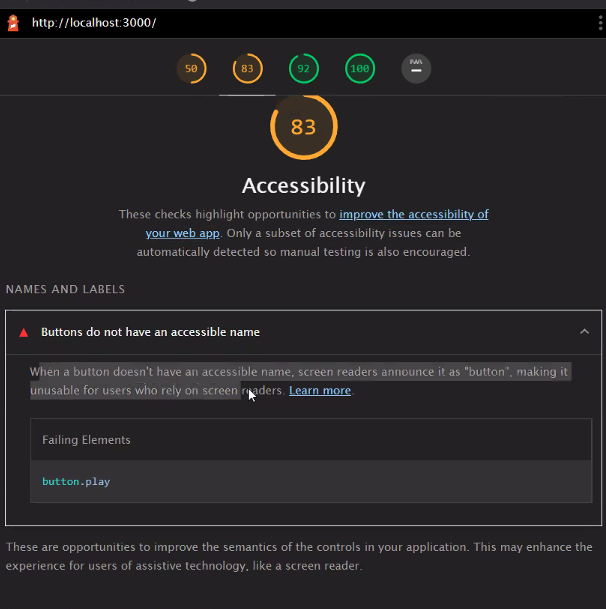 http://localhost:3000/
50 83 92 100 PWA
83
Accessibility
These checks highlight opportunities to improve the accessibility of
your web app. Only a subset of accessibility issues can be
automatically detected so manual testing is also encouraged.
NAMES AND LABELS
Buttons do not have an accessible name
When a button doesn't have an accessible name, screen readers announce it as "button", making it
unusable for users who rely on screen readers. Learn more.
Failing Elements
button.play
These are opportunities to improve the semantics of the controls in your application. This may enhance the
experience for users of assistive technology, like a screen reader.